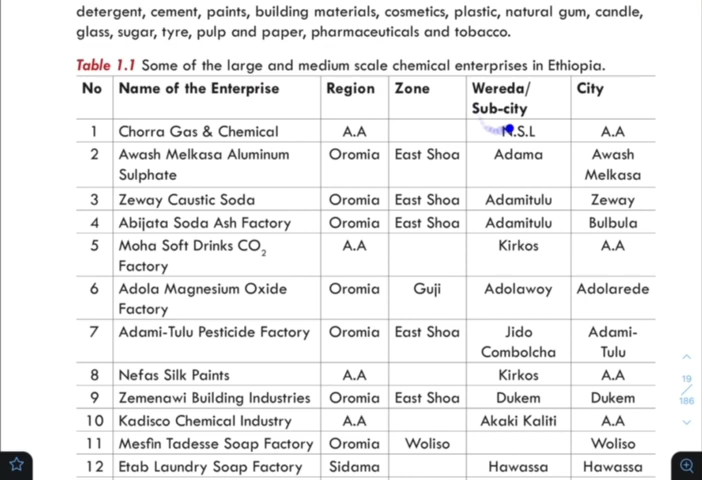 detergent, cement, paints, building materials, cosmetics, plastic, natural gum, candle,
glass, sugar, tyre, pulp and paper, pharmaceuticals and tobacco.
Table 1.1 Some of the large and medium scale chemical enterprises in Ethiopia.
No Name of the Enterprise Region Zone Wereda/ City
Sub-city
1 Chorra Gas & Chemical A.A N.S.L A.A
2 Awash Melkasa Aluminum Oromia East Shoa Adama Awash
Sulphate Melkasa
3 Zeway Caustic Soda Oromia East Shoa Adamitulu Zeway
4 Abijata Soda Ash Factory Oromia East Shoa Adamitulu Bulbula
5 Moha Soft Drinks CO₂ A.A Kirkos A.A
Factory
6 Adola Magnesium Oxide Oromia Guji Adolawoy Adolarede
Factory
7 Adami-Tulu Pesticide Factory Oromia East Shoa Jido Adami-
Combolcha Tulu
8 Nefas Silk Paints A.A Kirkos A.A
9 Zemenawi Building Industries Oromia East Shoa Dukem Dukem
10 Kadisco Chemical Industry A.A Akaki Kaliti A.A
11 Mesfin Tadesse Soap Factory Oromia Woliso Woliso
12 Etab Laundry Soap Factory Sidama Hawassa Hawassa
19
186